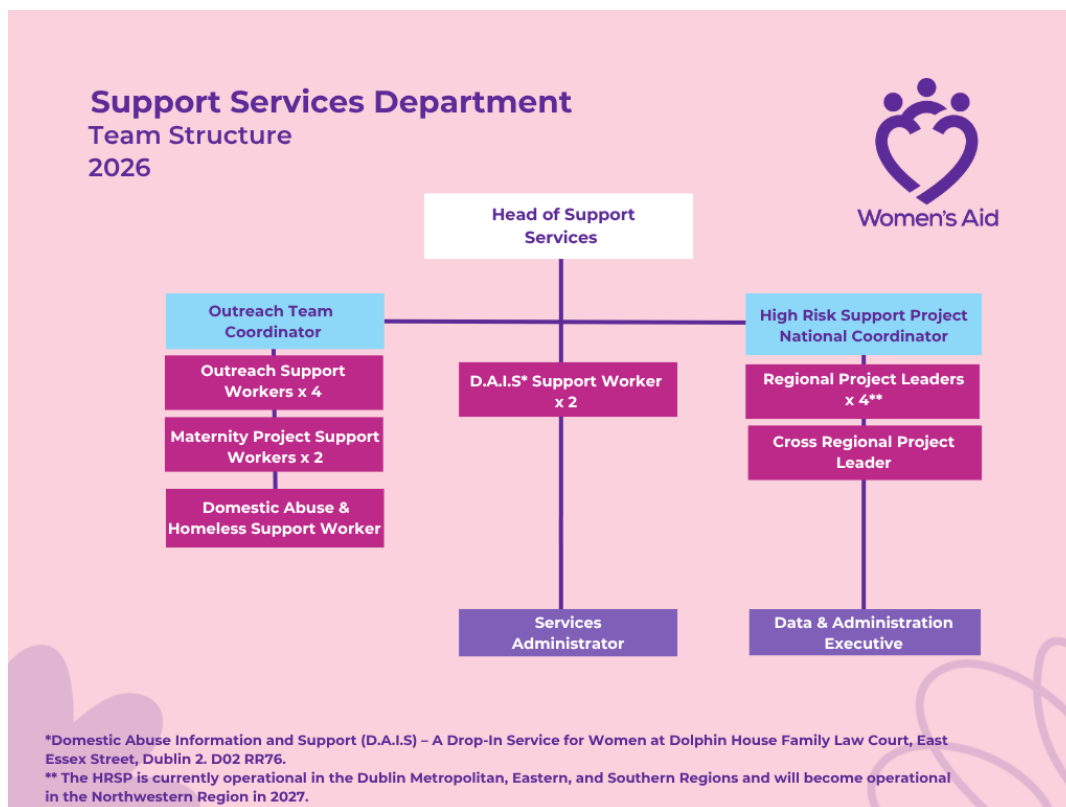 Support Services Department
Team Structure
2026
Women's Aid
Head of Support
Services
Outreach Team
Coordinator
High Risk Support Project
National Coordinator
Outreach Support
Workers x 4
D.A.I.S* Support Worker
x 2
Regional Project Leaders
x 4**
Maternity Project Support
Workers x 2
Cross Regional Project
Leader
Domestic Abuse &
Homeless Support Worker
Services
Administrator
Data & Administration
Executive
*Domestic Abuse Information and Support (D.A.I.S) – A Drop-In Service for Women at Dolphin House Family Law Court, East
Essex Street, Dublin 2. D02 RR76.
** The HRSP is currently operational in the Dublin Metropolitan, Eastern, and Southern Regions and will become operational
in the Northwestern Region in 2027.